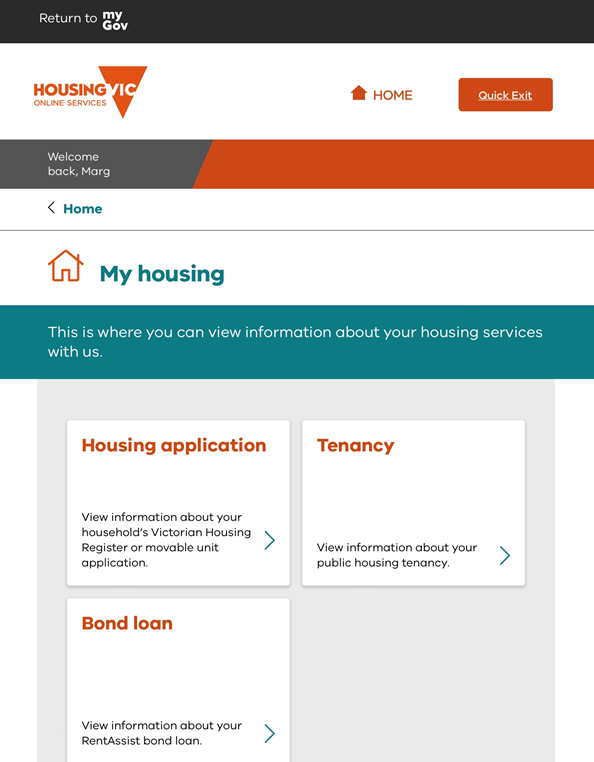 Return to my
Gov
HOUSINGVIC
ONLINE SERVICES
HOME
Quick Exit
Welcome
back, Marg
Home
My housing
This is where you can view information about your housing services
with us.
Housing application
View information about your
household's Victorian Housing
Register or movable unit
application.
Tenancy
View information about your
public housing tenancy.
Bond loan
View information about your
RentAssist bond loan.